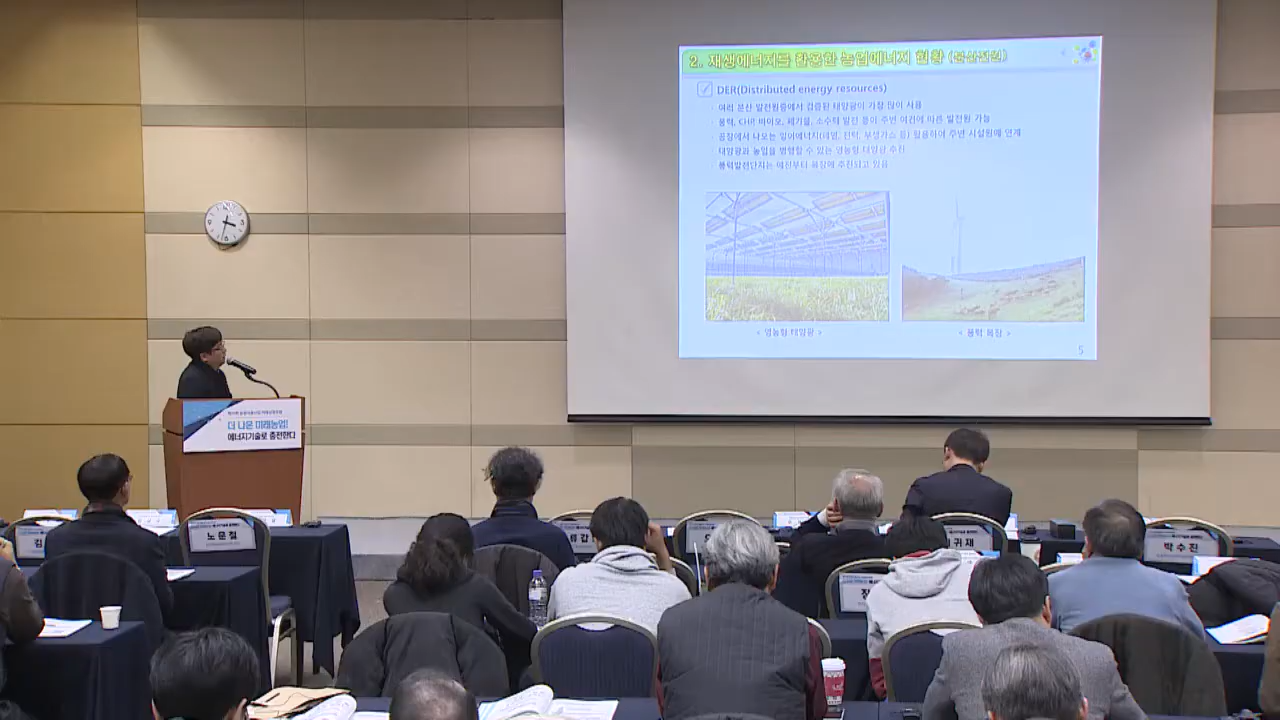 2. 재생에너지를 활용한 농업에너지 현황 (분산전원)
DER(Distributed energy resources)
· 여러 분산 발전원중에서 검증된 태양광이 가장 많이 사용
· 풍력, CHP, 바이오, 폐기물, 소수력 발전 등이 주변 여건에 따른 발전원 가능
· 공장에서 나오는 잉여에너지(폐열, 전력, 부생가스 등) 활용하여 주변 시설원예 연계
· 태양광과 농업을 병행할 수 있는 영농형 태양광 추진
· 풍력발전단지는 예전부터 목장에 추진되고 있음
< 영농형 태양광 >
< 풍력 목장 >
5
더 나은 미래농업!
에너지기술로 충전한다
김
노문철
귀재
박수진